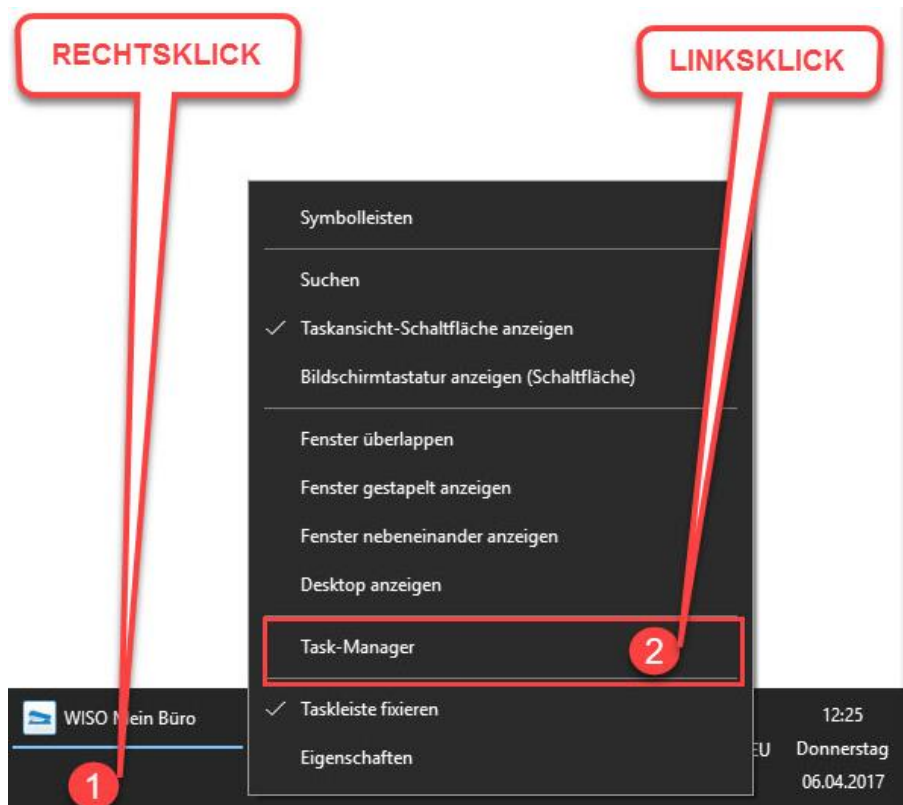 RECHTSKLICK
LINKSKLICK
Symbolleisten
Suchen
Taskansicht-Schaltfläche anzeigen
Bildschirmtastatur anzeigen (Schaltfläche)
Fenster überlappen
Fenster gestapelt anzeigen
Fenster nebeneinander anzeigen
Desktop anzeigen
Task-Manager
2
WISO Mein Büro
Taskleiste fixieren
12:25
Eigenschaften
EU
Donnerstag
1
06.04.2017